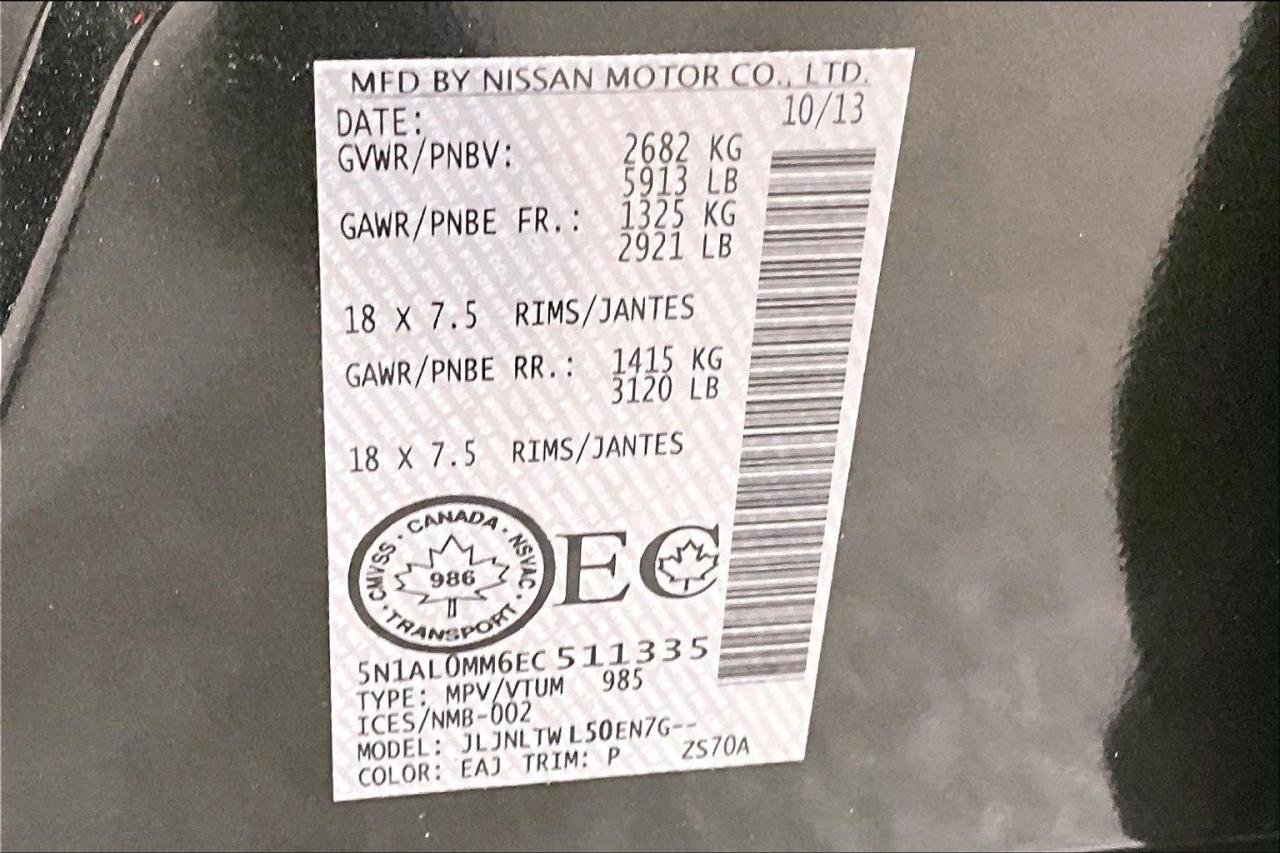 MFD BY NISSAN MOTOR CO., LTD.
DATE: 10/13
GVWR/PNBV: 2682 KG
5913 LB
GAWR/PNBE FR.: 1325 KG
2921 LB
18 X 7.5 RIMS/JANTES
GAWR/PNBE RR.: 1415 KG
3120 LB
18 X 7.5 RIMS/JANTES
CANADA · NSVAC · TRANSPORT · CMVSS ·
986
EC
5N1AL0MM6EC511335
TYPE: MPV/VTUM 985
ICES/NMB-002
MODEL: JLJNLTWL50EN7G--
COLOR: EAJ TRIM: P ZS70A